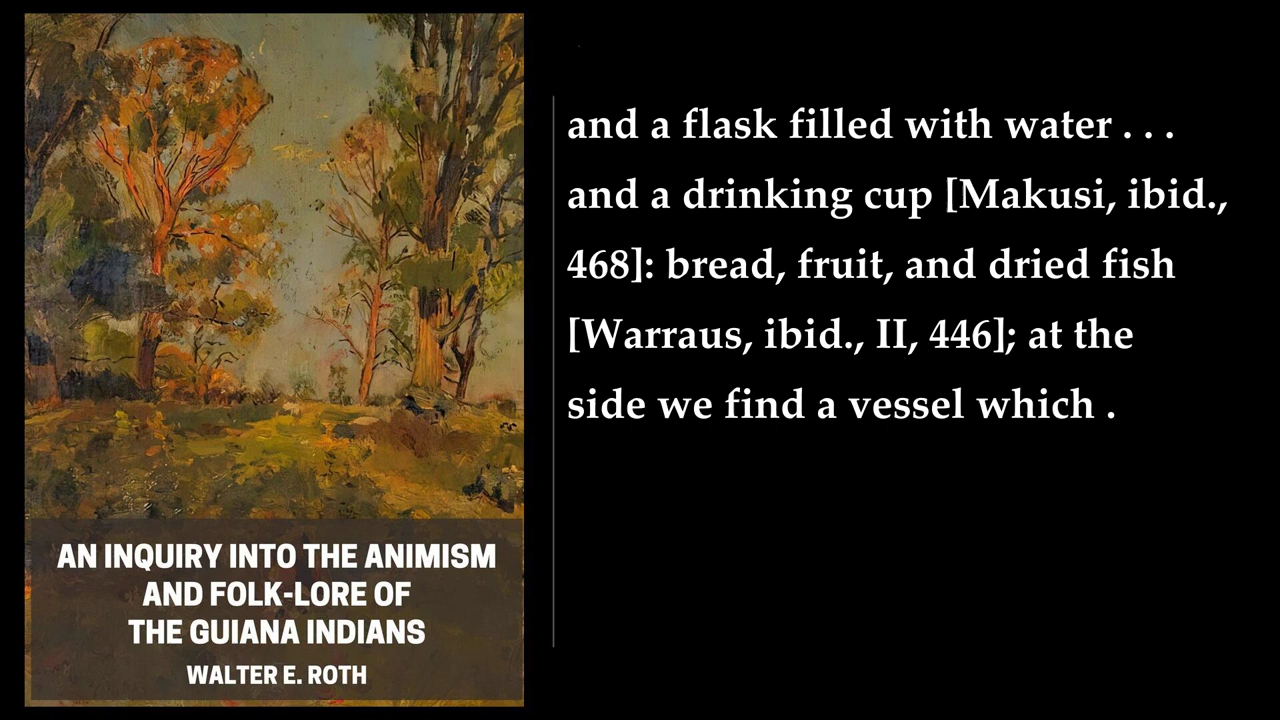 and a flask filled with water . . .
and a drinking cup [Makusi, ibid.,
468]: bread, fruit, and dried fish
[Warraus, ibid., II, 446]; at the
side we find a vessel which .
AN INQUIRY INTO THE ANIMISM
AND FOLK-LORE OF
THE GUIANA INDIANS
WALTER E. ROTH